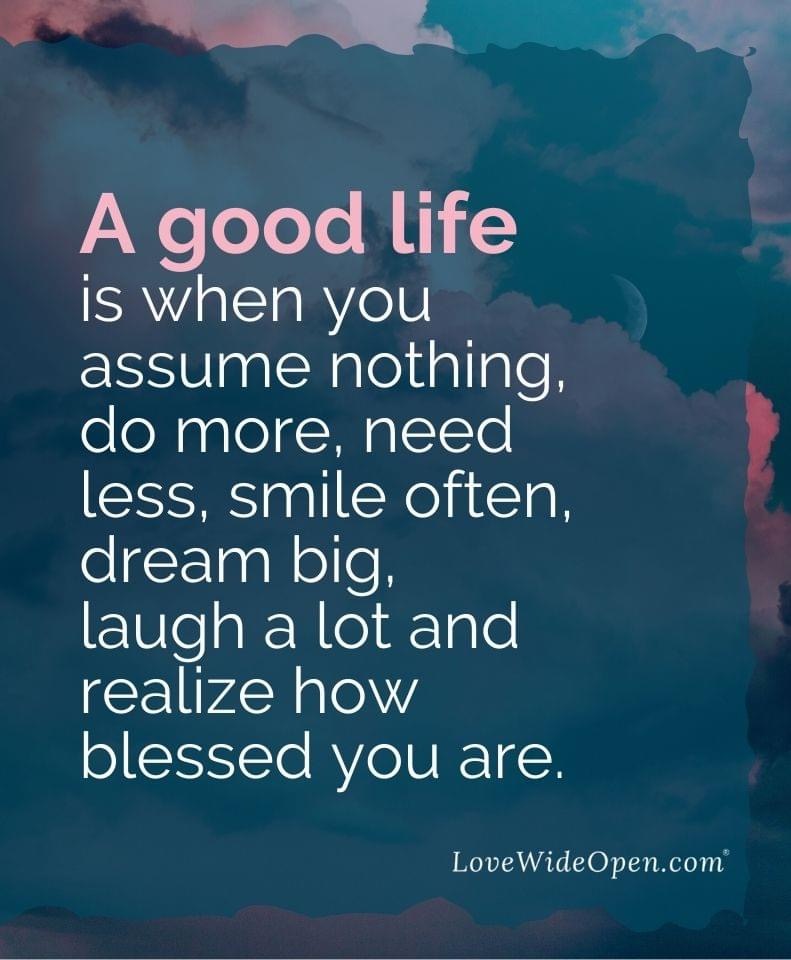 A good life
is when you
assume nothing,
do more, need
less, smile often,
dream big,
laugh a lot and
realize how
blessed you are.
LoveWideOpen.com®